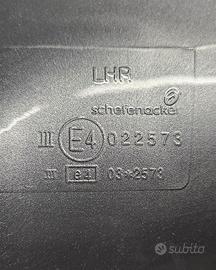 LHR
schefenacker
III E4 022573
III e4 03*2573
subito